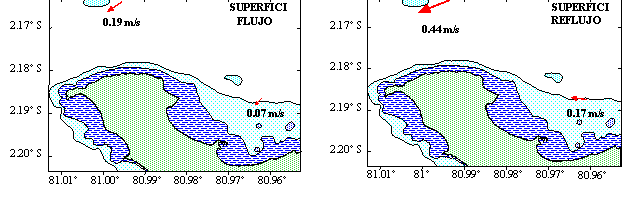 SUPERFÍCI
FLUJO
0.19 m/s
2.17° S
2.18° S
2.19° S
2.20° S
0.07 m/s
81.01° 81.00° 80.99° 80.98° 80.97° 80.96°
SUPERFÍCI
REFLUJO
0.44 m/s
2.17° S
2.18° S
2.19° S
2.20° S
0.17 m/s
81.01° 81° 80.99° 80.98° 80.97° 80.96°